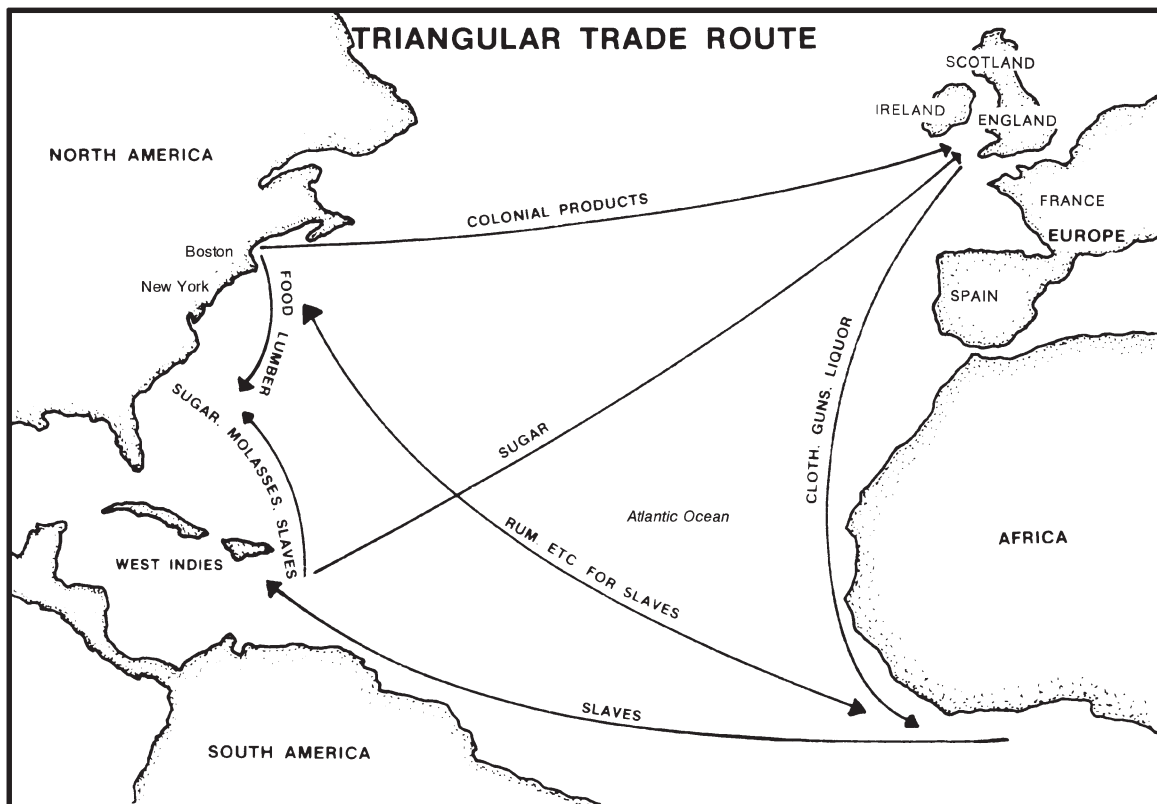 TRIANGULAR TRADE ROUTE
SCOTLAND
IRELAND
ENGLAND
NORTH AMERICA
COLONIAL PRODUCTS
FRANCE
EUROPE
Boston
New York
FOOD LUMBER
SPAIN
SUGAR, MOLASSES, SLAVES
SUGAR
CLOTH, GUNS, LIQUOR
RUM ETC FOR SLAVES
Atlantic Ocean
AFRICA
WEST INDIES
SLAVES
SOUTH AMERICA